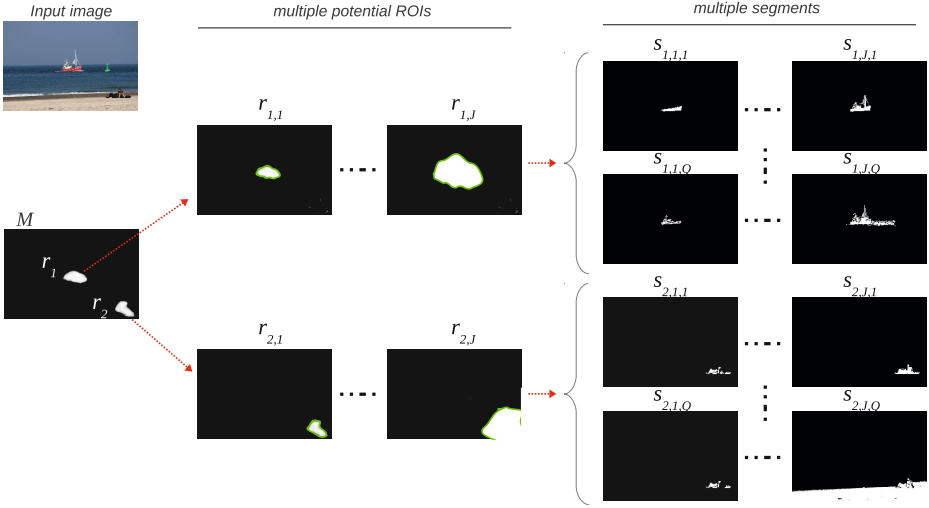 Input image
multiple potential ROIs
multiple segments
s1,1,1
s1,J,1
r1,1
r1,J
s1,1,Q
s1,J,Q
M
r1
r2
s2,1,1
s2,J,1
r2,1
r2,J
s2,1,Q
s2,J,Q